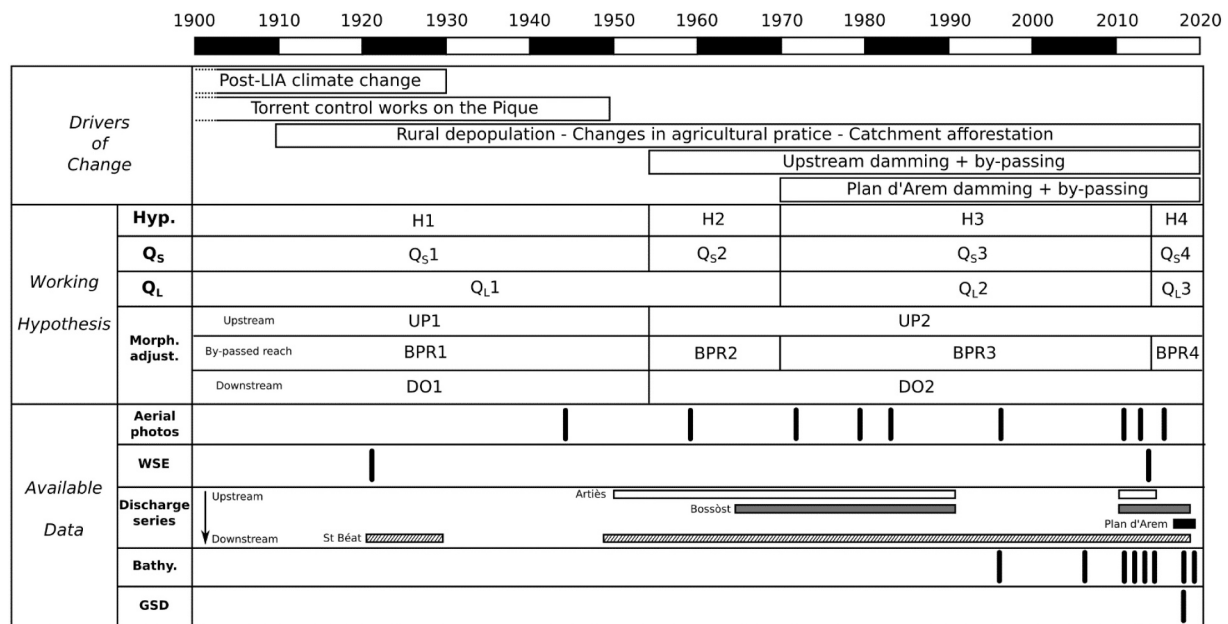 1900 1910 1920 1930 1940 1950 1960 1970 1980 1990 2000 2010 2020
Drivers
of
Change
Post-LIA climate change
Torrent control works on the Pique
Rural depopulation - Changes in agricultural pratice - Catchment afforestation
Upstream damming + by-passing
Plan d'Arem damming + by-passing
Working
Hypothesis
Hyp. H1 H2 H3 H4
QS QS1 QS2 QS3 QS4
QL QL1 QL2 QL3
Morph.
adjust.
Upstream UP1 UP2
By-passed reach BPR1 BPR2 BPR3 BPR4
Downstream DO1 DO2
Available
Data
Aerial
photos
WSE
Discharge
series
Upstream Artiès
Bossòst
Plan d'Arem
Downstream St Béat
Bathy.
GSD